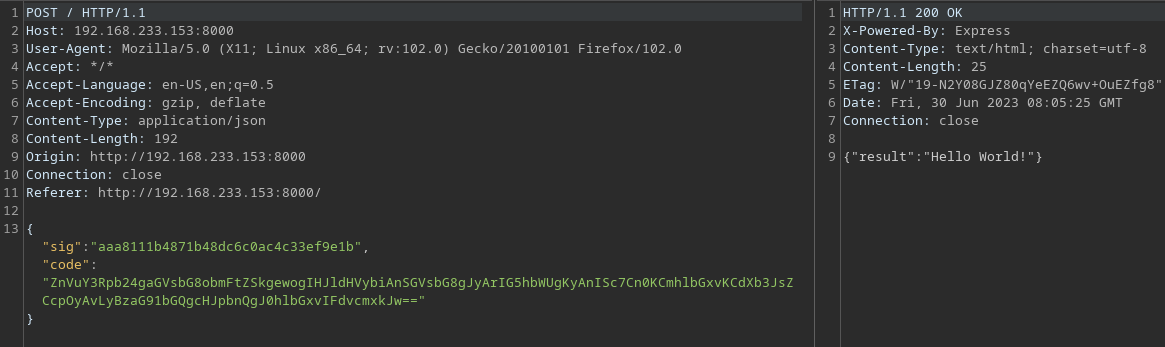 1 POST / HTTP/1.1
2 Host: 192.168.233.153:8000
3 User-Agent: Mozilla/5.0 (X11; Linux x86_64; rv:102.0) Gecko/20100101 Firefox/102.0
4 Accept: */*
5 Accept-Language: en-US,en;q=0.5
6 Accept-Encoding: gzip, deflate
7 Content-Type: application/json
8 Content-Length: 192
9 Origin: http://192.168.233.153:8000
10 Connection: close
11 Referer: http://192.168.233.153:8000/
12
13 {
"sig":"aaa8111b4871b48dc6c0ac4c33ef9e1b",
"code":
"ZnVuY3Rpb24gaGVsbG8obmFtZSkgewogIHJldHVybiAnSGVsbG8gJyArIG5hbWUgKyAnISc7Cn0KCmhlbGxvKCdXb3JsZ
CcpOyAvLyBzaG91bGQgcHJpbnQgJ0hlbGxvIFdvcmxkJw=="
}
1 HTTP/1.1 200 OK
2 X-Powered-By: Express
3 Content-Type: text/html; charset=utf-8
4 Content-Length: 25
5 ETag: W/"19-N2Y08GJZ80qYeEZQ6wv+OuEZfg8"
6 Date: Fri, 30 Jun 2023 08:05:25 GMT
7 Connection: close
8
9 {"result":"Hello World!"}